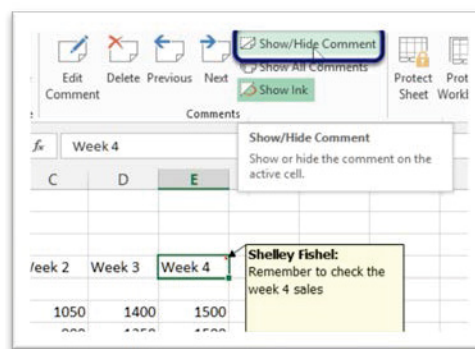 Show/Hide Comment
Show All Comments
Show Ink
Edit Comment
Delete
Previous
Next
Protect Sheet
Comments
fx Week 4
Show/Hide Comment
Show or hide the comment on the
active cell.
C D E
Week 3 Week 4
1050 1400 1500
Shelley Fishel:
Remember to check the
week 4 sales